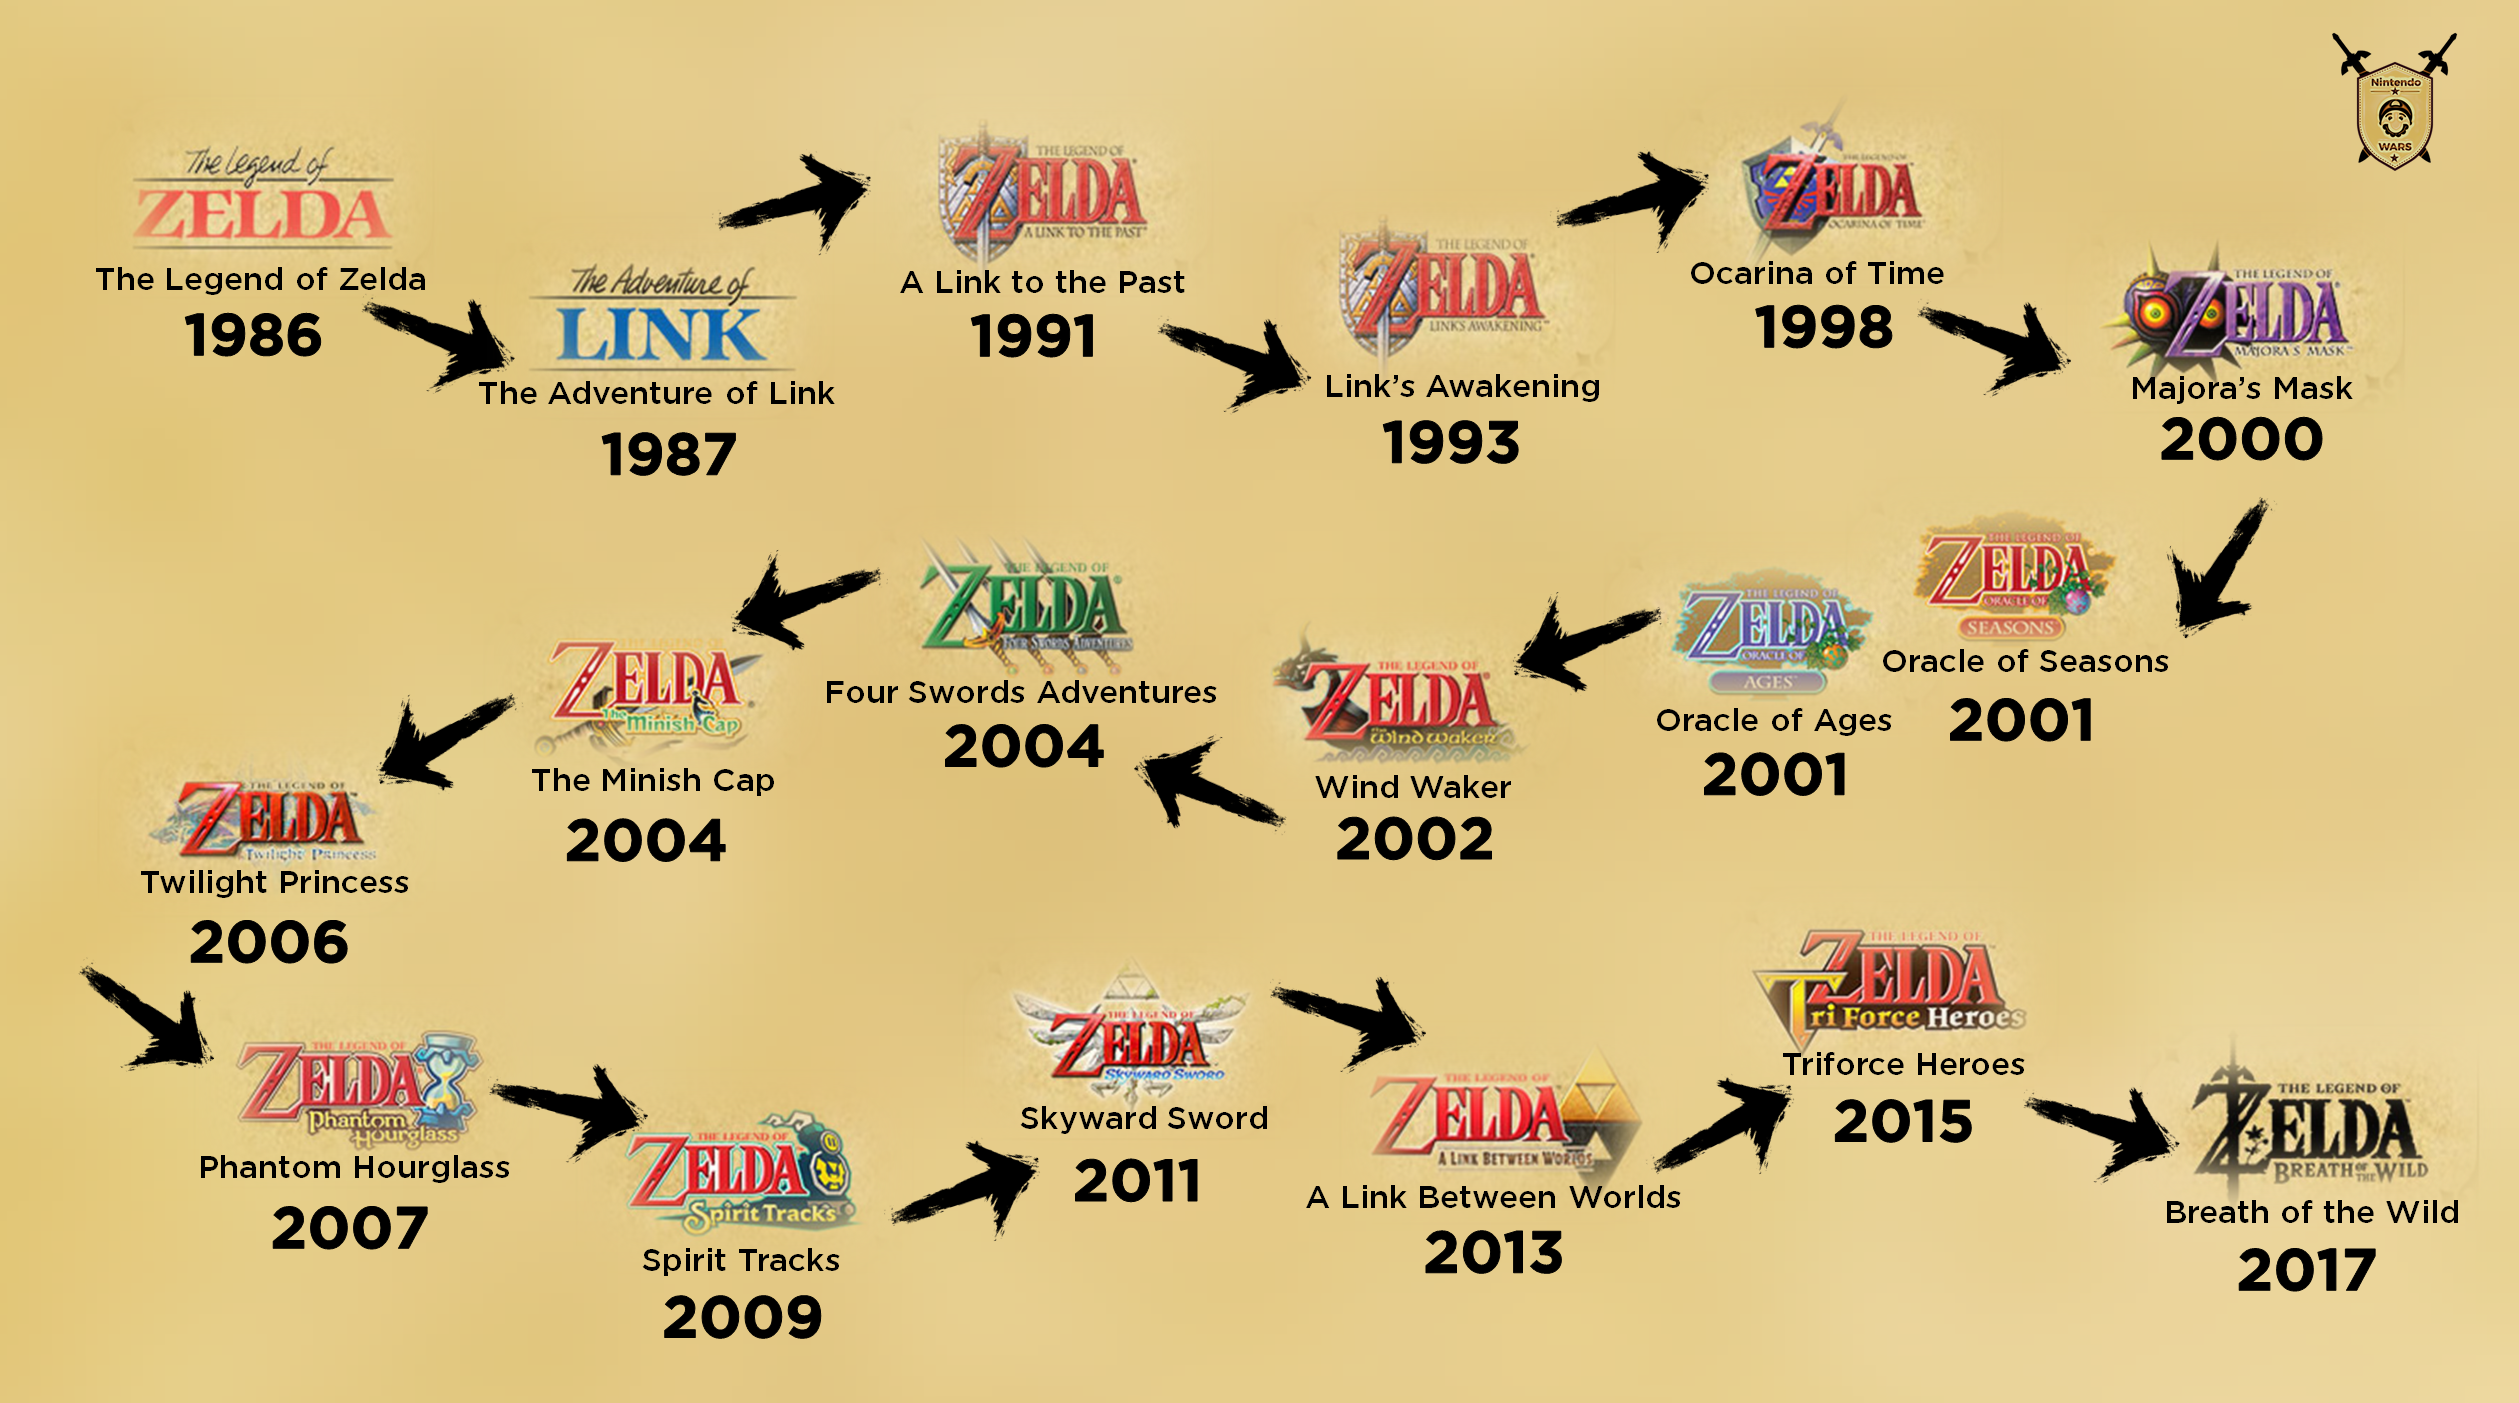 Nintendo
WARS
The Legend of
ZELDA
The Legend of Zelda
1986
The Adventure of
LINK
The Adventure of Link
1987
THE LEGEND OF
ZELDA
A LINK TO THE PAST
A Link to the Past
1991
THE LEGEND OF
ZELDA
LINK'S AWAKENING
Link's Awakening
1993
THE LEGEND OF
ZELDA
OCARINA OF TIME
Ocarina of Time
1998
THE LEGEND OF
ZELDA
MAJORA'S MASK
Majora's Mask
2000
THE LEGEND OF
ZELDA
ORACLE OF
SEASONS
Oracle of Seasons
2001
THE LEGEND OF
ZELDA
ORACLE OF
AGES
Oracle of Ages
2001
THE LEGEND OF
ZELDA
The Wind Waker
Wind Waker
2002
THE LEGEND OF
ZELDA
FOUR SWORDS ADVENTURES
Four Swords Adventures
2004
THE LEGEND OF
ZELDA
The Minish Cap
The Minish Cap
2004
THE LEGEND OF
ZELDA
Twilight Princess
Twilight Princess
2006
THE LEGEND OF
ZELDA
Phantom
Hourglass
Phantom Hourglass
2007
THE LEGEND OF
ZELDA
Spirit Tracks
Spirit Tracks
2009
THE LEGEND OF
ZELDA
SKYWARD SWORD
Skyward Sword
2011
THE LEGEND OF
ZELDA
A LINK BETWEEN WORLDS
A Link Between Worlds
2013
THE LEGEND OF
ZELDA
TriForce Heroes
Triforce Heroes
2015
THE LEGEND OF
ZELDA
BREATH OF THE WILD
Breath of the Wild
2017